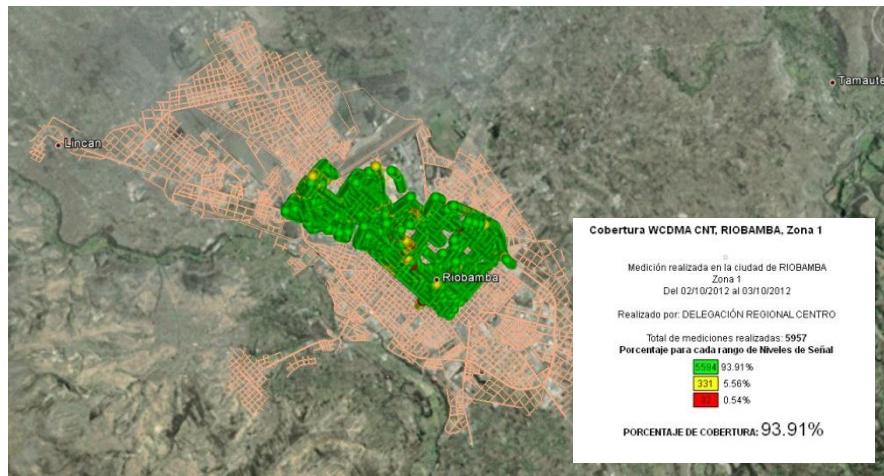 Tamaute
Lincan
Riobamba
Cobertura WCDMA CNT, RIOBAMBA, Zona 1
Medición realizada en la ciudad de RIOBAMBA
Zona 1
Del 02/10/2012 al 03/10/2012
Realizado por: DELEGACIÓN REGIONAL CENTRO
Total de mediciones realizadas: 5957
Porcentaje para cada rango de Niveles de Señal
5594 93.91%
331 5.56%
32 0.54%
PORCENTAJE DE COBERTURA: 93.91%